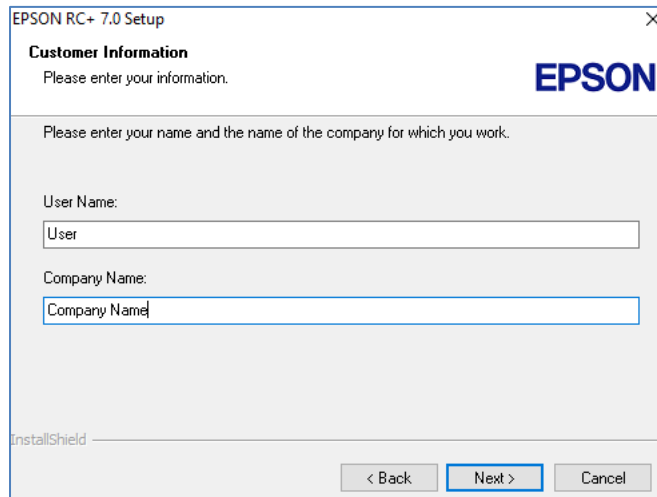 EPSON RC+ 7.0 Setup
Customer Information
Please enter your information.
EPSON
Please enter your name and the name of the company for which you work.
User Name:
User
Company Name:
Company Name
InstallShield
< Back
Next >
Cancel